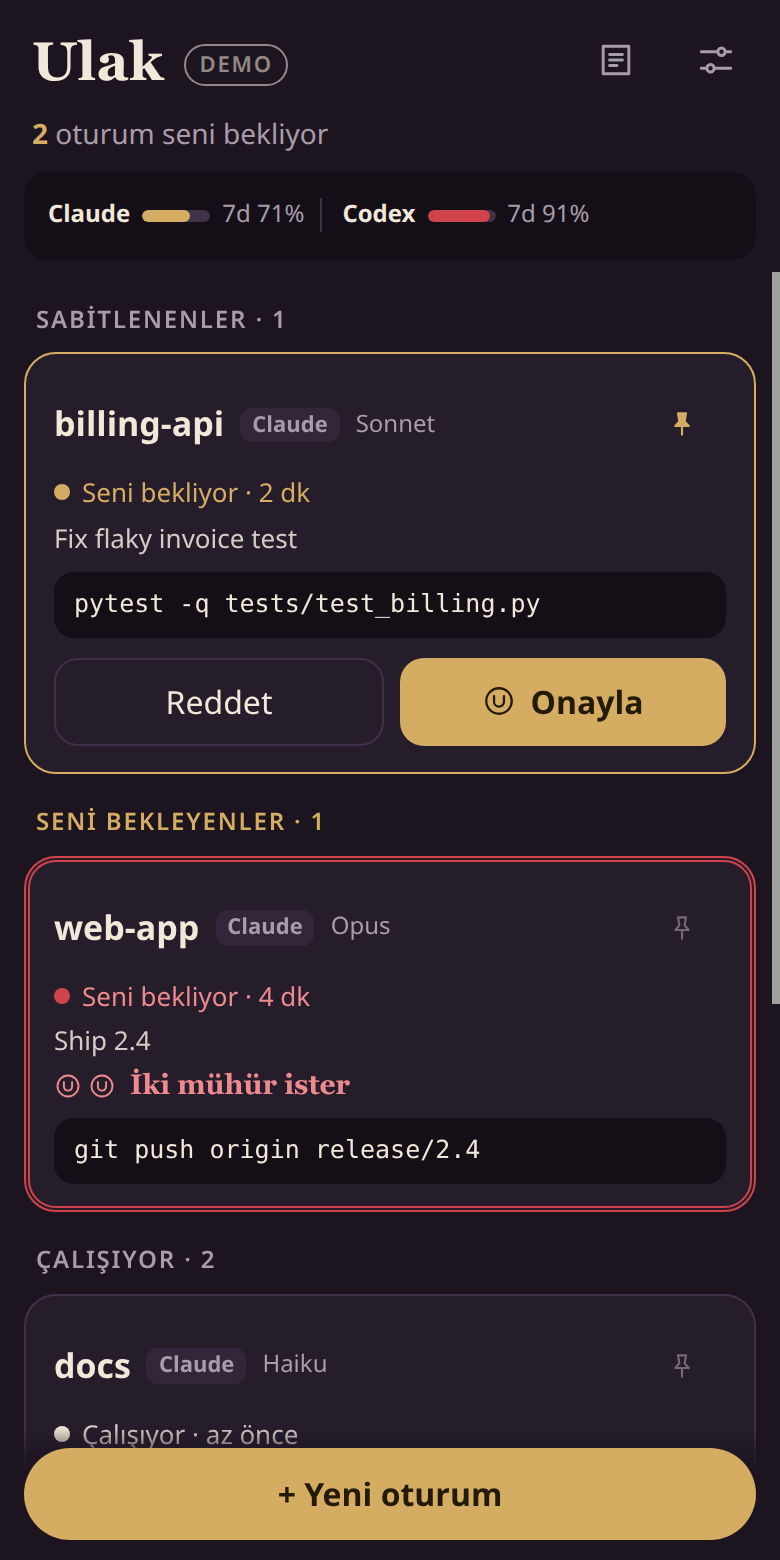 Ulak DEMO
2 oturum seni bekliyor
Claude 7d 71% Codex 7d 91%
SABİTLENENLER · 1
billing-api Claude Sonnet
Seni bekliyor · 2 dk
Fix flaky invoice test
pytest -q tests/test_billing.py
Reddet Onayla
SENİ BEKLEYENLER · 1
web-app Claude Opus
Seni bekliyor · 4 dk
Ship 2.4
İki mühür ister
git push origin release/2.4
ÇALIŞIYOR · 2
docs Claude Haiku
Çalışıyor · az önce
+ Yeni oturum